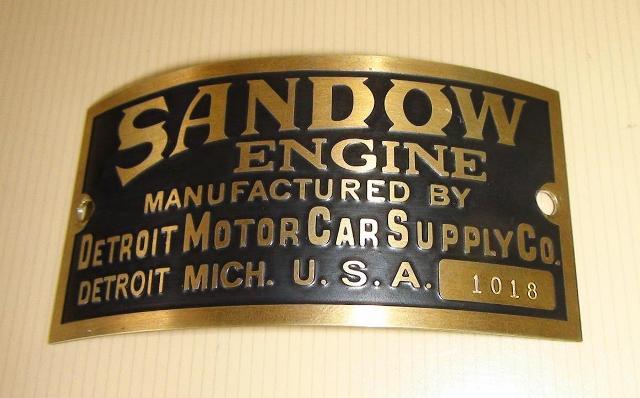 SANDOW
ENGINE
MANUFACTURED BY
DETROIT MOTOR CAR SUPPLY CO.
DETROIT MICH. U.S.A. 1018